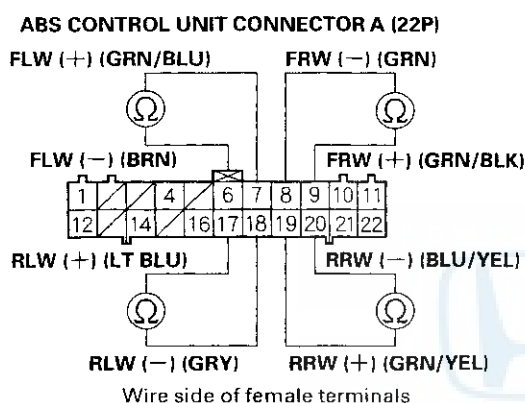 ABS CONTROL UNIT CONNECTOR A (22P)
FLW (+) (GRN/BLU) FRW (−) (GRN)
Ω Ω
FLW (−) (BRN) FRW (+) (GRN/BLK)
1 4 6 7 8 9 10 11
12 14 16 17 18 19 20 21 22
RLW (+) (LT BLU) RRW (−) (BLU/YEL)
Ω Ω
RLW (−) (GRY) RRW (+) (GRN/YEL)
Wire side of female terminals